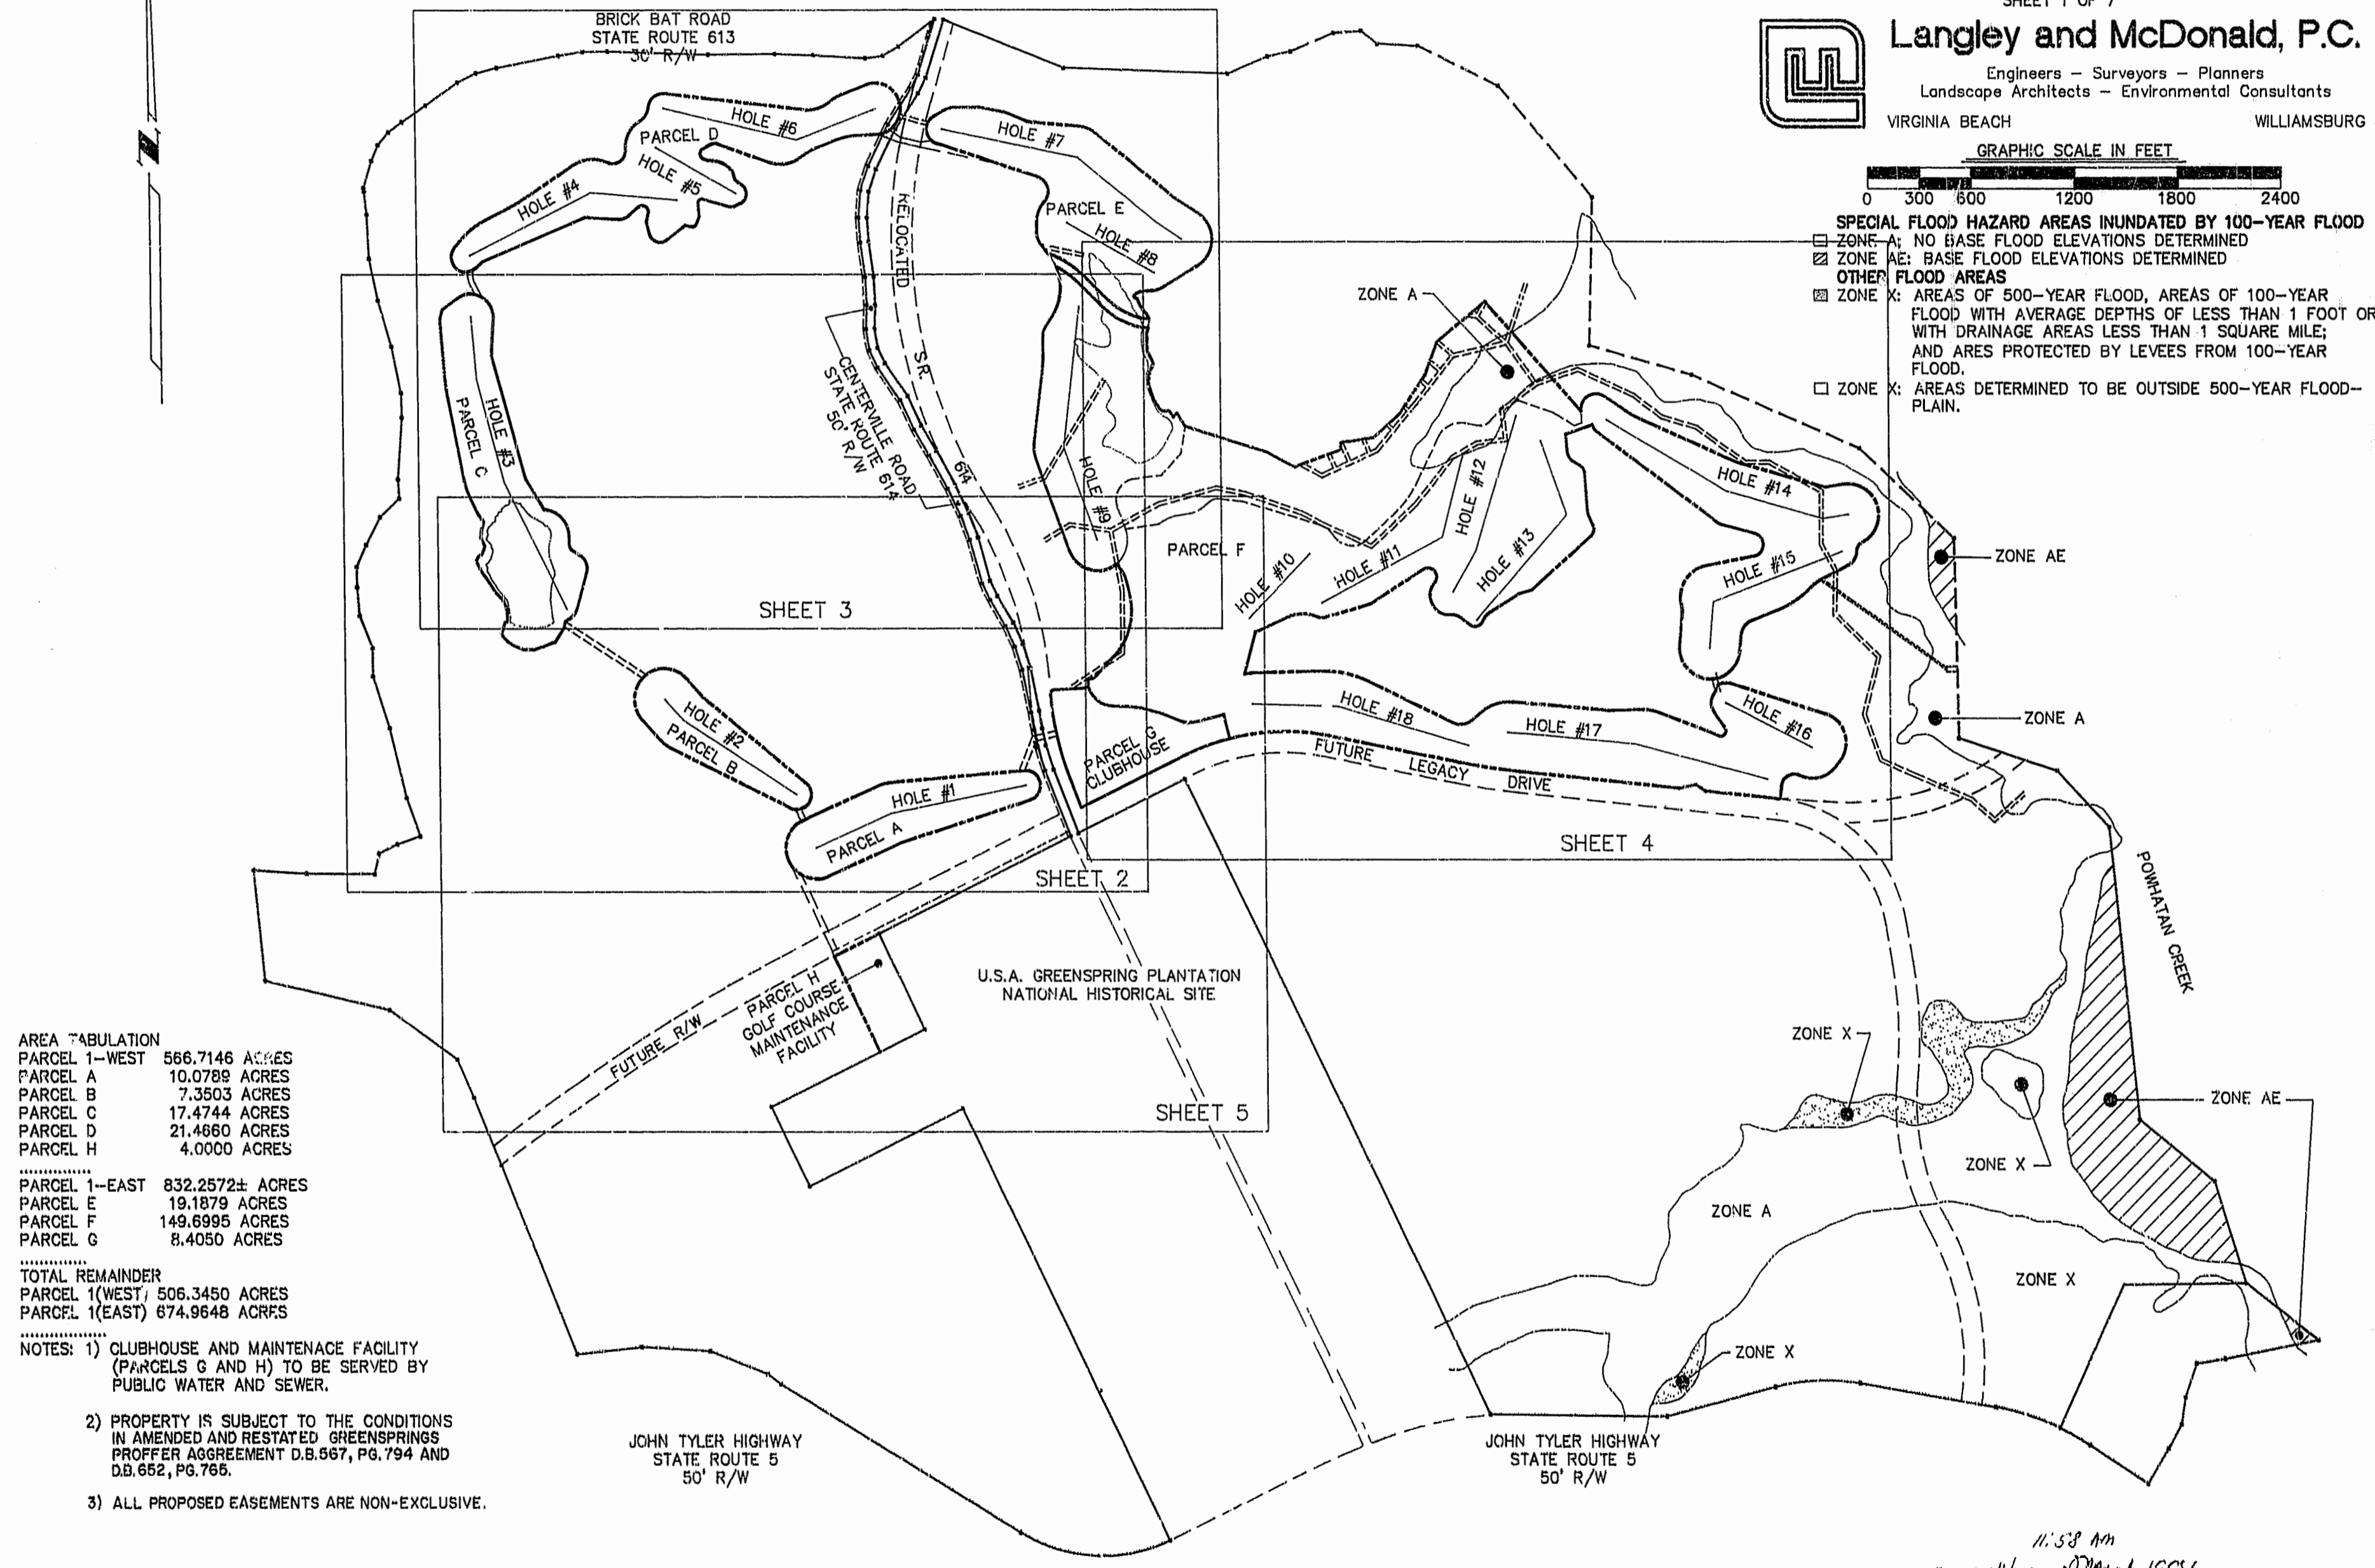 SHEET 1 OF 7
Langley and McDonald, P.C.
Engineers – Surveyors – Planners
Landscape Architects – Environmental Consultants
VIRGINIA BEACH WILLIAMSBURG
GRAPHIC SCALE IN FEET
0 300 600 1200 1800 2400
SPECIAL FLOOD HAZARD AREAS INUNDATED BY 100-YEAR FLOOD
ZONE A: NO BASE FLOOD ELEVATIONS DETERMINED
ZONE AE: BASE FLOOD ELEVATIONS DETERMINED
OTHER FLOOD AREAS
ZONE X: AREAS OF 500-YEAR FLOOD, AREAS OF 100-YEAR
FLOOD WITH AVERAGE DEPTHS OF LESS THAN 1 FOOT OR
WITH DRAINAGE AREAS LESS THAN 1 SQUARE MILE;
AND ARES PROTECTED BY LEVEES FROM 100-YEAR
FLOOD.
ZONE X: AREAS DETERMINED TO BE OUTSIDE 500-YEAR FLOOD-
PLAIN.
BRICK BAT ROAD
STATE ROUTE 613
30' R/W
HOLE #6
PARCEL D
HOLE #5
HOLE #4
HOLE #7
PARCEL E
HOLE #8
RELOCATED
S.R.
614
CENTERVILLE ROAD
STATE ROUTE 614
50' R/W
HOLE #3
PARCEL C
HOLE #9
ZONE A
HOLE #12
HOLE #14
HOLE #13
HOLE #11
HOLE #10
PARCEL F
HOLE #15
ZONE AE
SHEET 3
HOLE #2
PARCEL B
HOLE #1
PARCEL A
PARCEL G
CLUBHOUSE
HOLE #18
HOLE #17
HOLE #16
ZONE A
FUTURE LEGACY DRIVE
SHEET 4
SHEET 2
POWHATAN CREEK
U.S.A. GREENSPRING PLANTATION
NATIONAL HISTORICAL SITE
FUTURE R/W
PARCEL H
GOLF COURSE
MAINTENANCE
FACILITY
SHEET 5
ZONE X
ZONE AE
ZONE X
ZONE A
ZONE X
ZONE X
AREA TABULATION
PARCEL 1-WEST 566.7146 ACRES
PARCEL A 10.0789 ACRES
PARCEL B 7.3503 ACRES
PARCEL C 17.4744 ACRES
PARCEL D 21.4660 ACRES
PARCEL H 4.0000 ACRES
PARCEL 1-EAST 832.2572± ACRES
PARCEL E 19.1879 ACRES
PARCEL F 149.6995 ACRES
PARCEL G 8.4050 ACRES
TOTAL REMAINDER
PARCEL 1(WEST) 506.3450 ACRES
PARCEL 1(EAST) 674.9648 ACRES
NOTES: 1) CLUBHOUSE AND MAINTENACE FACILITY
(PARCELS G AND H) TO BE SERVED BY
PUBLIC WATER AND SEWER.
2) PROPERTY IS SUBJECT TO THE CONDITIONS
IN AMENDED AND RESTATED GREENSPRINGS
PROFFER AGGREEMENT D.B.567, PG.794 AND
D.B.652, PG.765.
3) ALL PROPOSED EASEMENTS ARE NON-EXCLUSIVE.
JOHN TYLER HIGHWAY
STATE ROUTE 5
50' R/W
JOHN TYLER HIGHWAY
STATE ROUTE 5
50' R/W
11:58 AM